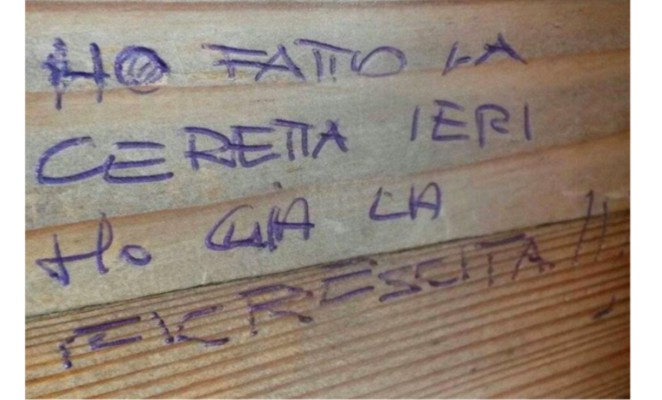 HO FATTO LA
CERETTA IERI
Ho GIÀ LA
RICRESCITA!!